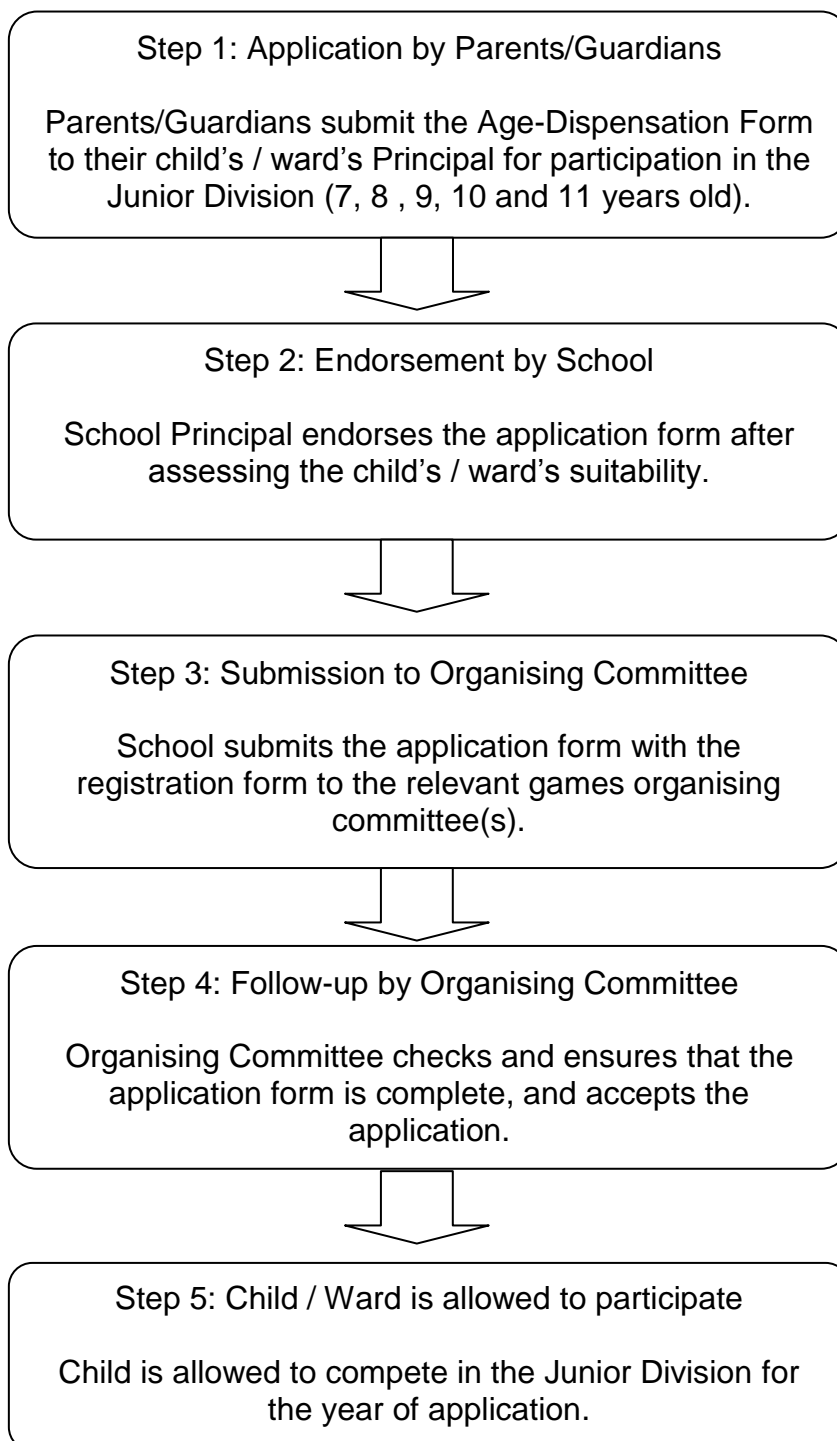 Step 1: Application by Parents/Guardians
Parents/Guardians submit the Age-Dispensation Form
to their child’s / ward’s Principal for participation in the
Junior Division (7, 8 , 9, 10 and 11 years old).
Step 2: Endorsement by School
School Principal endorses the application form after
assessing the child’s / ward’s suitability.
Step 3: Submission to Organising Committee
School submits the application form with the
registration form to the relevant games organising
committee(s).
Step 4: Follow-up by Organising Committee
Organising Committee checks and ensures that the
application form is complete, and accepts the
application.
Step 5: Child / Ward is allowed to participate
Child is allowed to compete in the Junior Division for
the year of application.